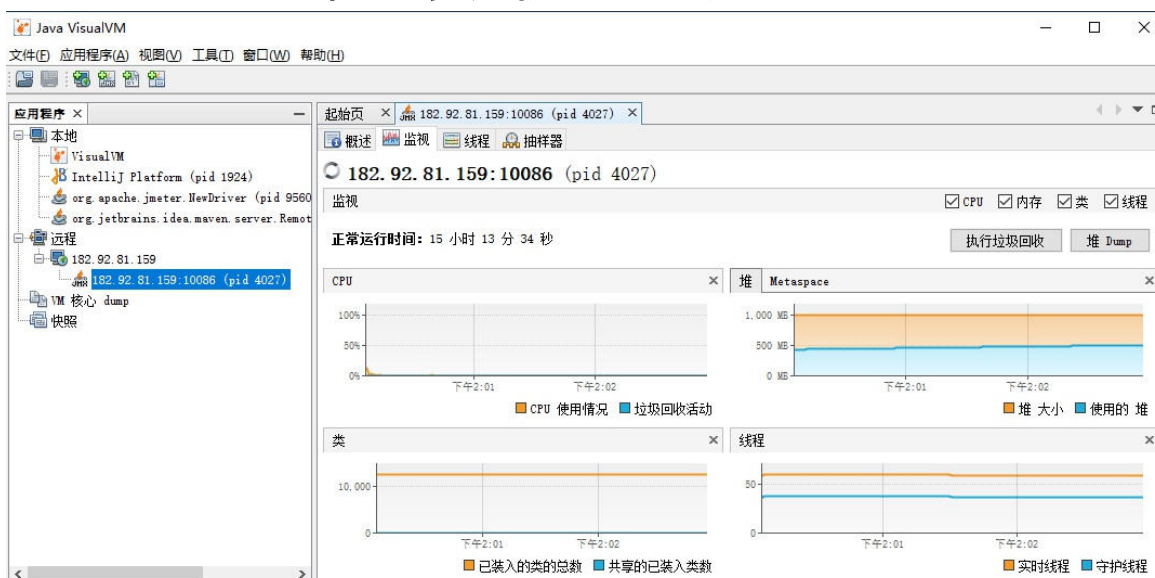 Java VisualVM
文件(F) 应用程序(A) 视图(V) 工具(T) 窗口(W) 帮助(H)
应用程序
本地
VisualVM
IntelliJ Platform (pid 1924)
org.apache.jmeter.NewDriver (pid 9560
org.jetbrains.idea.maven.server.Remot
远程
182.92.81.159
182.92.81.159:10086 (pid 4027)
VM 核心 dump
快照
起始页 182.92.81.159:10086 (pid 4027)
概述 监视 线程 抽样器
182.92.81.159:10086 (pid 4027)
监视 CPU 内存 类 线程
正常运行时间: 15 小时 13 分 34 秒 执行垃圾回收 堆 Dump
CPU
100%
50%
0%
下午2:01 下午2:02
CPU 使用情况 垃圾回收活动
堆 Metaspace
1,000 MB
500 MB
0 MB
下午2:01 下午2:02
堆 大小 使用的 堆
类
10,000
0
下午2:01 下午2:02
已装入的类的总数 共享的已装入类数
线程
50
0
下午2:01 下午2:02
实时线程 守护线程